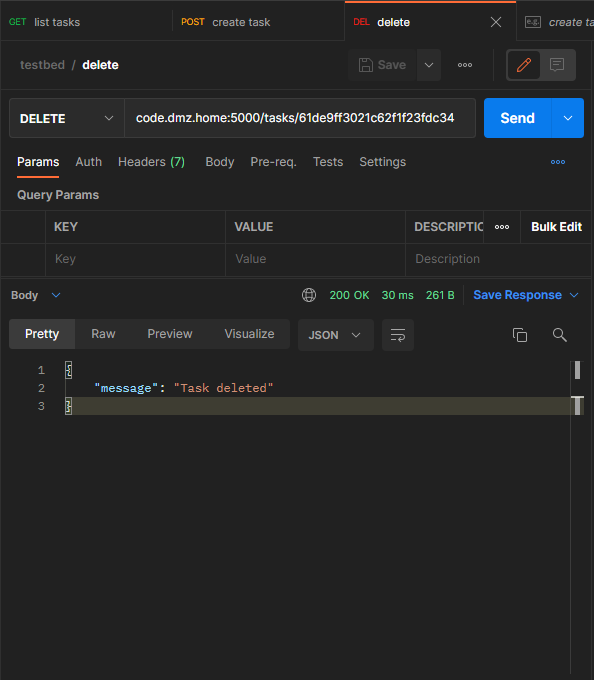 GET list tasks POST create task DEL delete e.g. create ta
testbed / delete Save
DELETE code.dmz.home:5000/tasks/61de9ff3021c62f1f23fdc34 Send
Params Auth Headers (7) Body Pre-req. Tests Settings
Query Params
KEY VALUE DESCRIPTIC Bulk Edit
Key Value Description
Body 200 OK 30 ms 261 B Save Response
Pretty Raw Preview Visualize JSON
1 {
2 "message": "Task deleted"
3 }